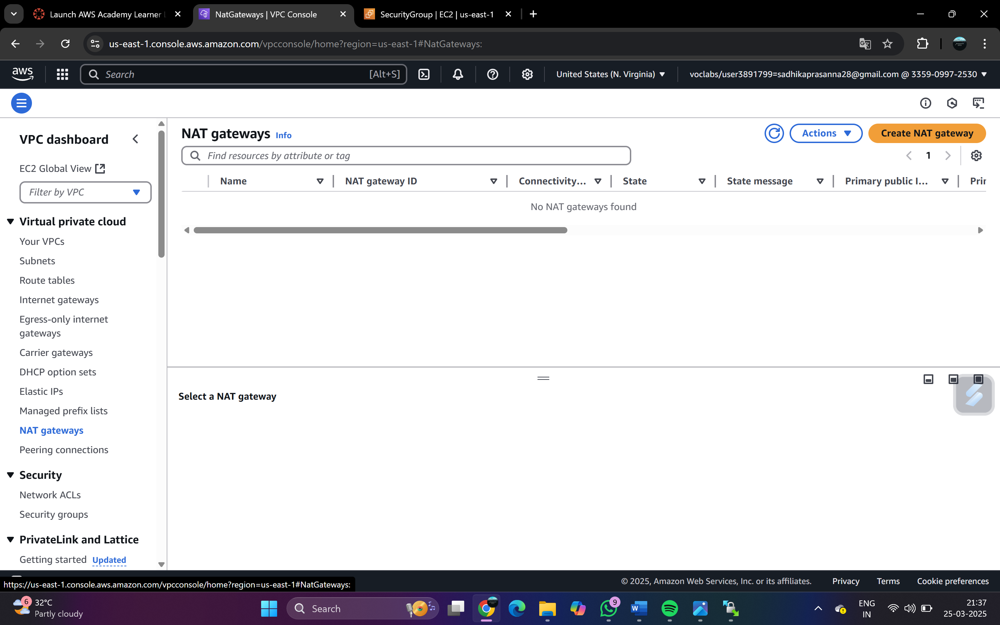 Launch AWS Academy Learner L
NatGateways | VPC Console
SecurityGroup | EC2 | us-east-1
us-east-1.console.aws.amazon.com/vpcconsole/home?region=us-east-1#NatGateways:
aws
Search
[Alt+S]
United States (N. Virginia)
voclabs/user3891799=sadhikaprasanna28@gmail.com @ 3359-0997-2530
VPC dashboard
EC2 Global View
Filter by VPC
Virtual private cloud
Your VPCs
Subnets
Route tables
Internet gateways
Egress-only internet
gateways
Carrier gateways
DHCP option sets
Elastic IPs
Managed prefix lists
NAT gateways
Peering connections
Security
Network ACLs
Security groups
PrivateLink and Lattice
Getting started Updated
NAT gateways Info
Actions
Create NAT gateway
Find resources by attribute or tag
1
Name
NAT gateway ID
Connectivity...
State
State message
Primary public I...
Prir
No NAT gateways found
Select a NAT gateway
https://us-east-1.console.aws.amazon.com/vpcconsole/home?region=us-east-1#NatGateways:
© 2025, Amazon Web Services, Inc. or its affiliates.
Privacy
Terms
Cookie preferences
6
32°C
Partly cloudy
Search
9
W
ENG
IN
21:37
25-03-2025